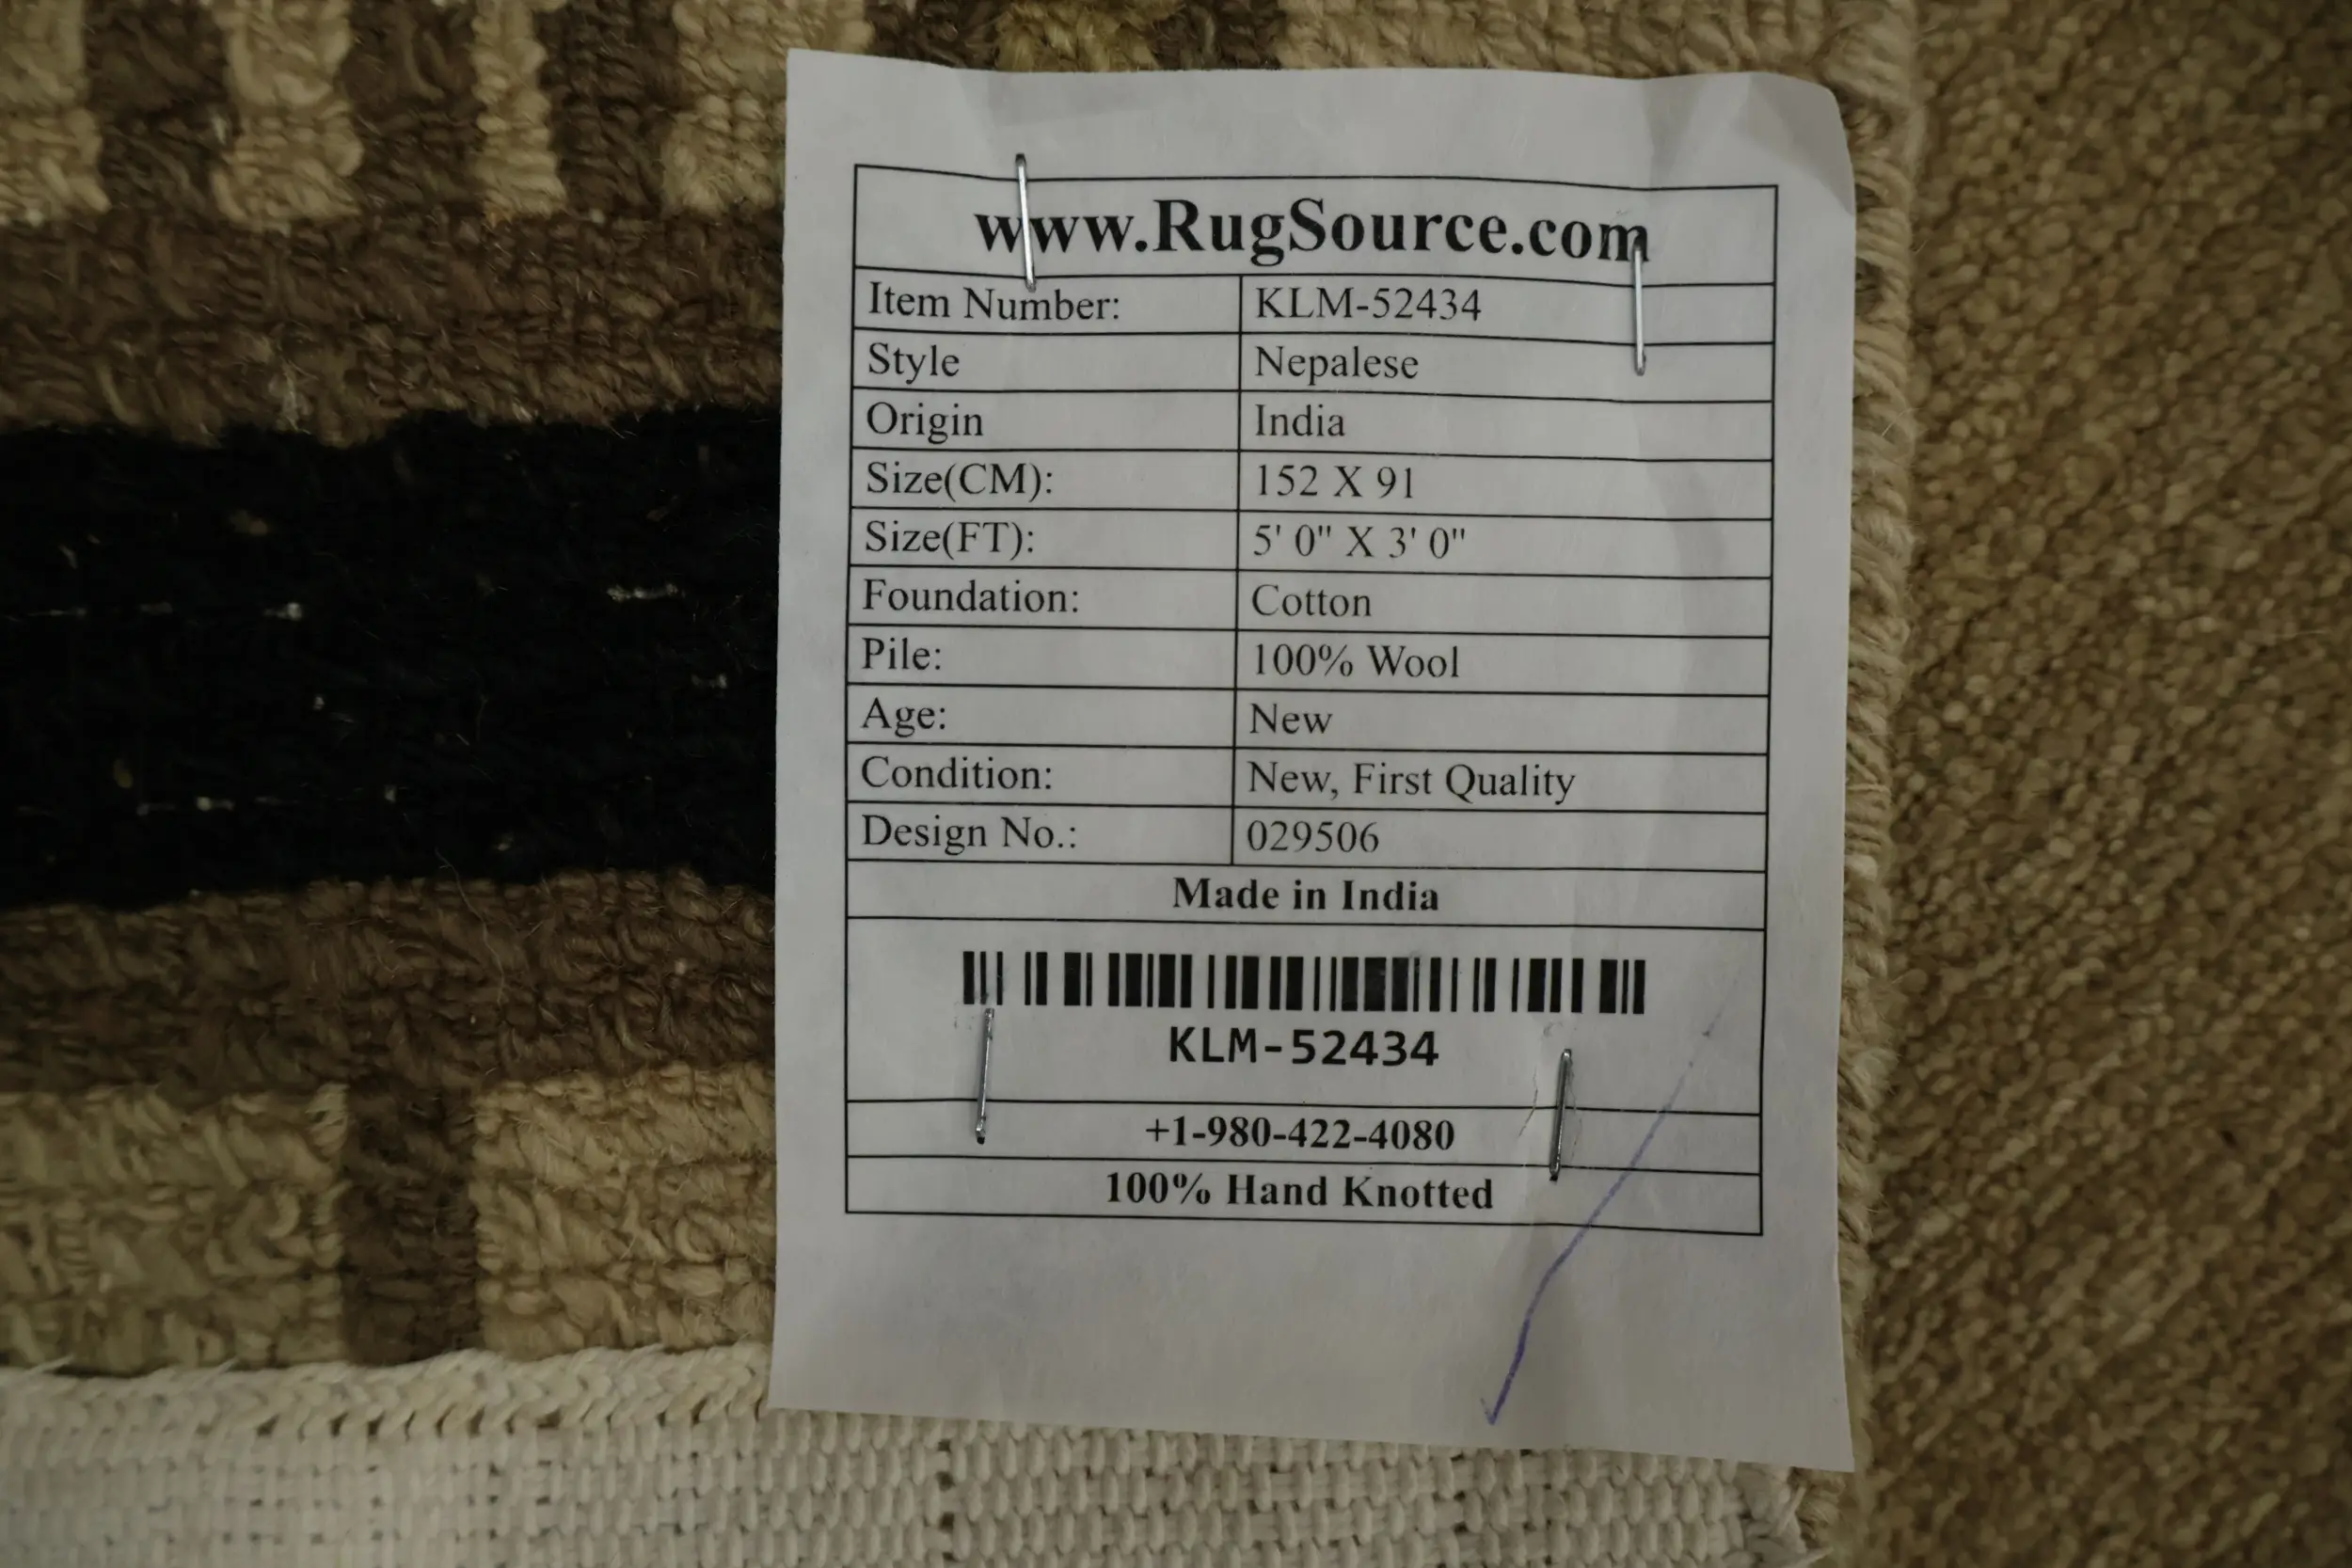 www.RugSource.com
Item Number: KLM-52434
Style Nepalese
Origin India
Size(CM): 152 X 91
Size(FT): 5' 0" X 3' 0"
Foundation: Cotton
Pile: 100% Wool
Age: New
Condition: New, First Quality
Design No.: 029506
Made in India
KLM-52434
+1-980-422-4080
100% Hand Knotted